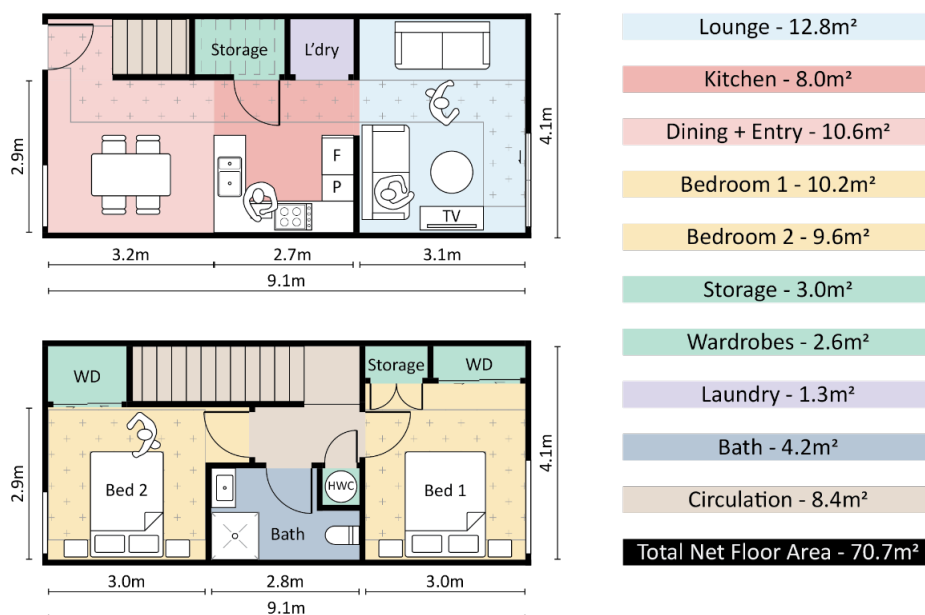 Storage
L'dry
F
P
TV
2.9m
4.1m
3.2m
2.7m
3.1m
9.1m
WD
Storage
WD
Bed 2
HWC
Bed 1
Bath
2.9m
4.1m
3.0m
2.8m
3.0m
9.1m
Lounge - 12.8m²
Kitchen - 8.0m²
Dining + Entry - 10.6m²
Bedroom 1 - 10.2m²
Bedroom 2 - 9.6m²
Storage - 3.0m²
Wardrobes - 2.6m²
Laundry - 1.3m²
Bath - 4.2m²
Circulation - 8.4m²
Total Net Floor Area - 70.7m²